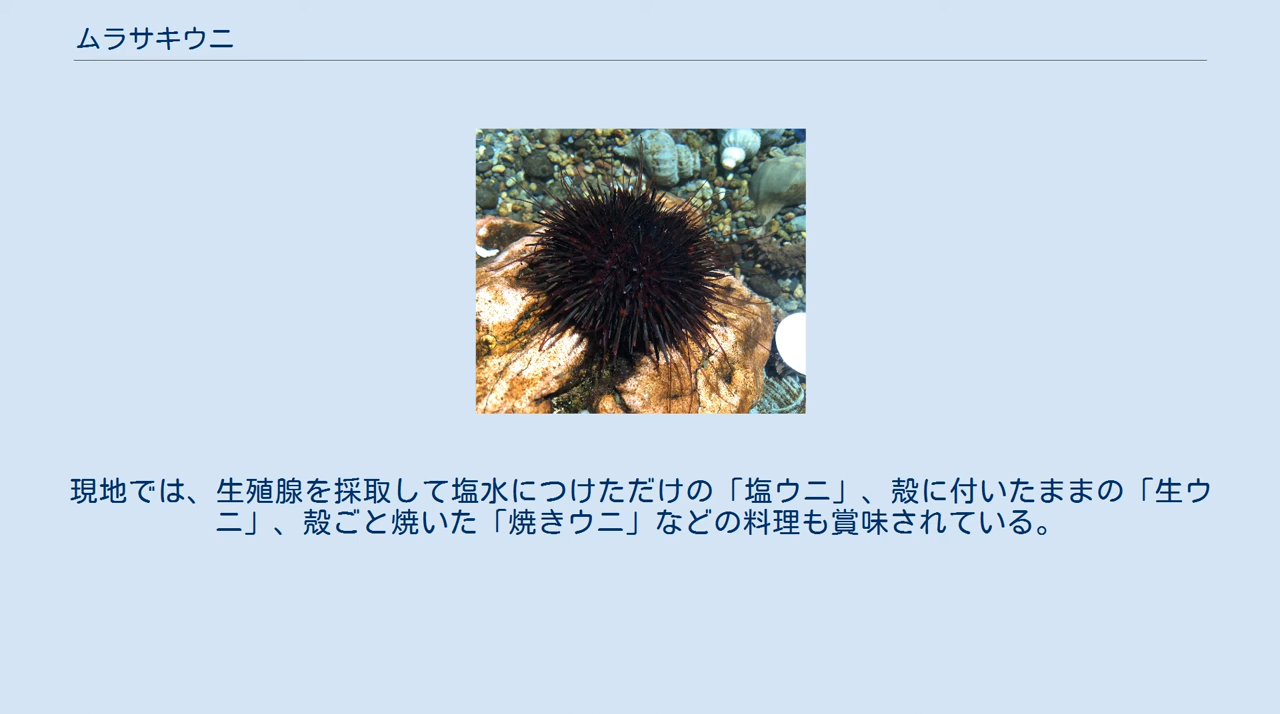 ムラサキウニ
現地では、生殖腺を採取して塩水につけただけの「塩ウニ」、殻に付いたままの「生ウ
ニ」、殻ごと焼いた「焼きウニ」などの料理も賞味されている。